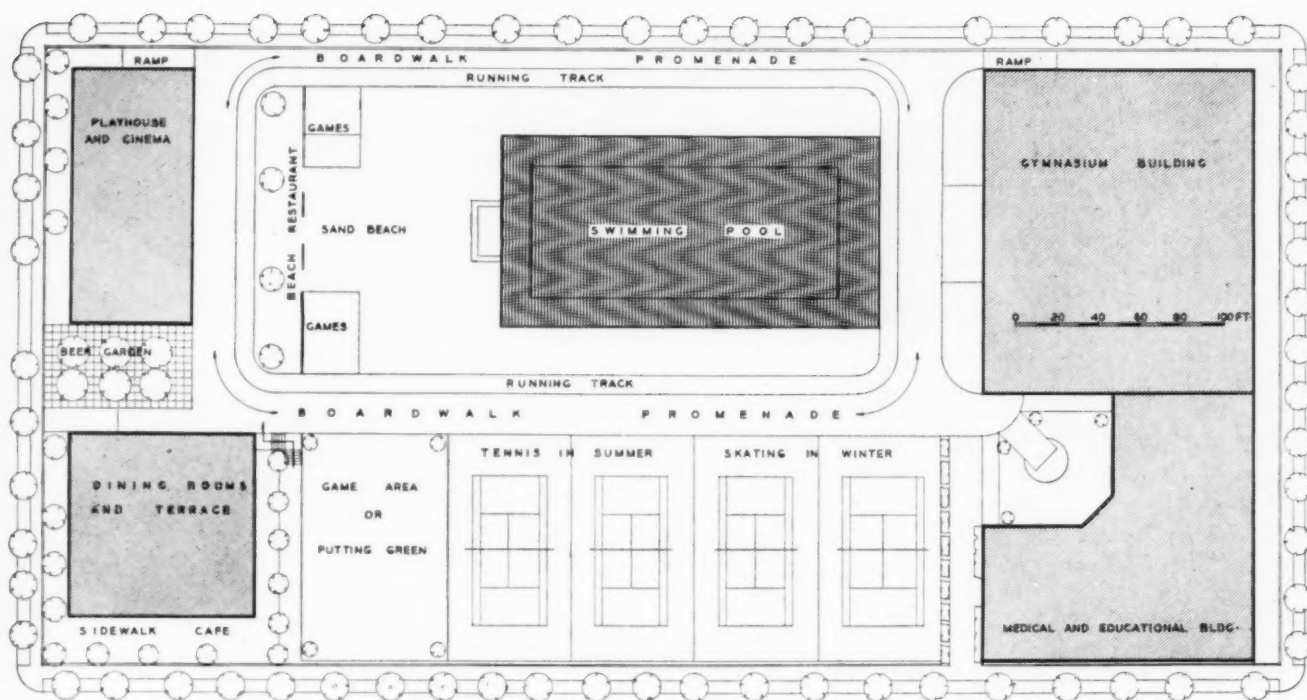 BOARDWALK PROMENADE
RAMP
RAMP
RUNNING TRACK
PLAYHOUSE
AND CINEMA
GAMES
GYMNASIUM BUILDING
BEACH RESTAURANT
SAND BEACH
SWIMMING POOL
0 20 40 60 80 100 FT.
GAMES
BEER GARDEN
RUNNING TRACK
BOARDWALK PROMENADE
TENNIS IN SUMMER
SKATING IN WINTER
DINING ROOMS
AND TERRACE
GAME AREA
OR
PUTTING GREEN
SIDEWALK CAFE
MEDICAL AND EDUCATIONAL BLDG.